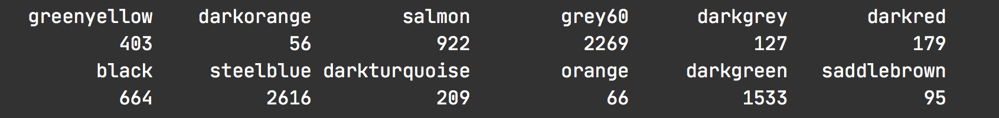 greenyellow darkorange salmon grey60 darkgrey darkred
403 56 922 2269 127 179
black steelblue darkturquoise orange darkgreen saddlebrown
664 2616 209 66 1533 95